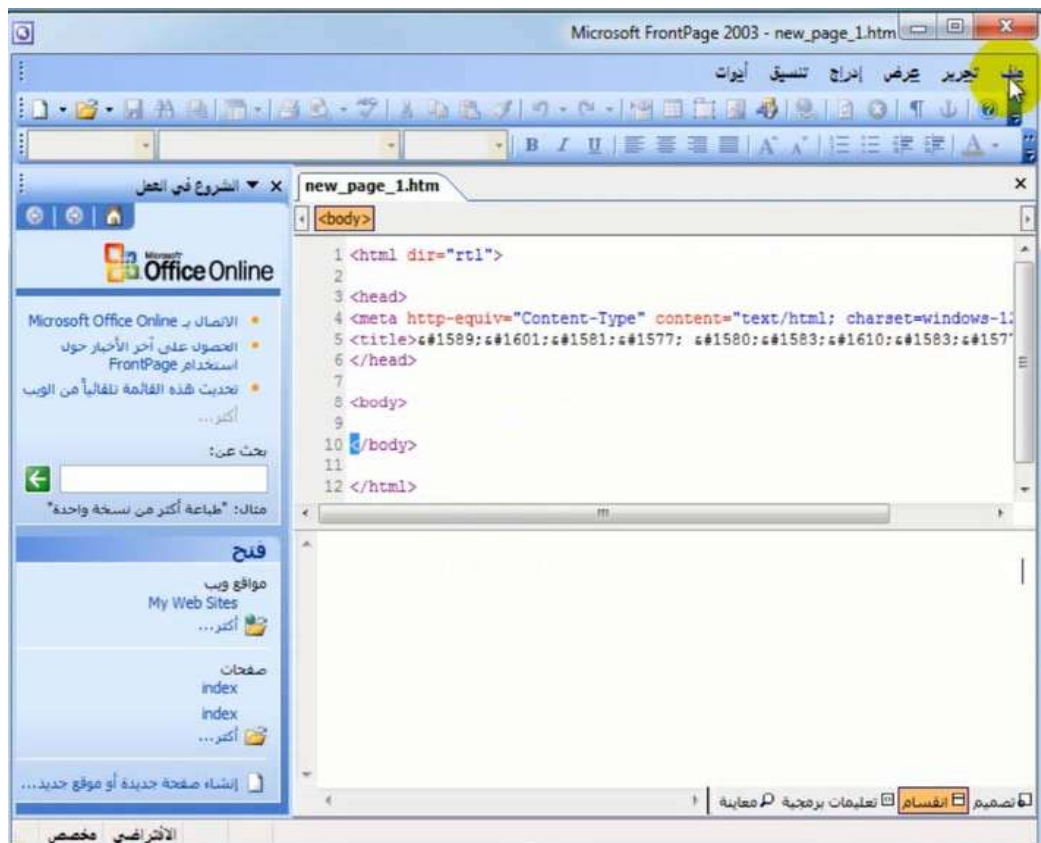 Microsoft FrontPage 2003 - new_page_1.htm
ملف تحرير عرض إدراج تنسيق أدوات
B I U A A A
الشروع في العمل
new_page_1.htm
<body>
Microsoft
Office Online
الاتصال بـ Microsoft Office Online
الحصول على آخر الأخبار حول
استخدام FrontPage
تحديث هذه القائمة تلقائياً من الويب
أكثر...
بحث عن:
مثال: "طباعة أكثر من نسخة واحدة"
1 <html dir="rtl">
2
3 <head>
4 <meta http-equiv="Content-Type" content="text/html; charset=windows-12
5 <title>&#1589;&#1601;&#1581;&#1577; &#1580;&#1583;&#1610;&#1583;&#157
6 </head>
7
8 <body>
9
10 </body>
11
12 </html>
فتح
مواقع ويب
My Web Sites
أكثر...
صفحات
index
index
أكثر...
إنشاء صفحة جديدة أو موقع جديد...
تصميم انقسام تعليمات برمجية معاينة
الافتراضي مخصص